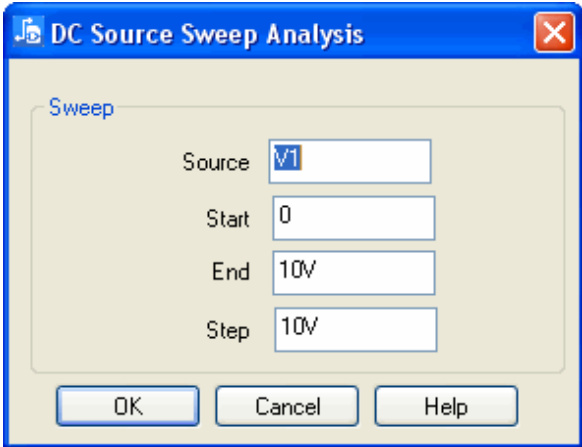 DC Source Sweep Analysis
Sweep
Source V1
Start 0
End 10V
Step 10V
OK Cancel Help